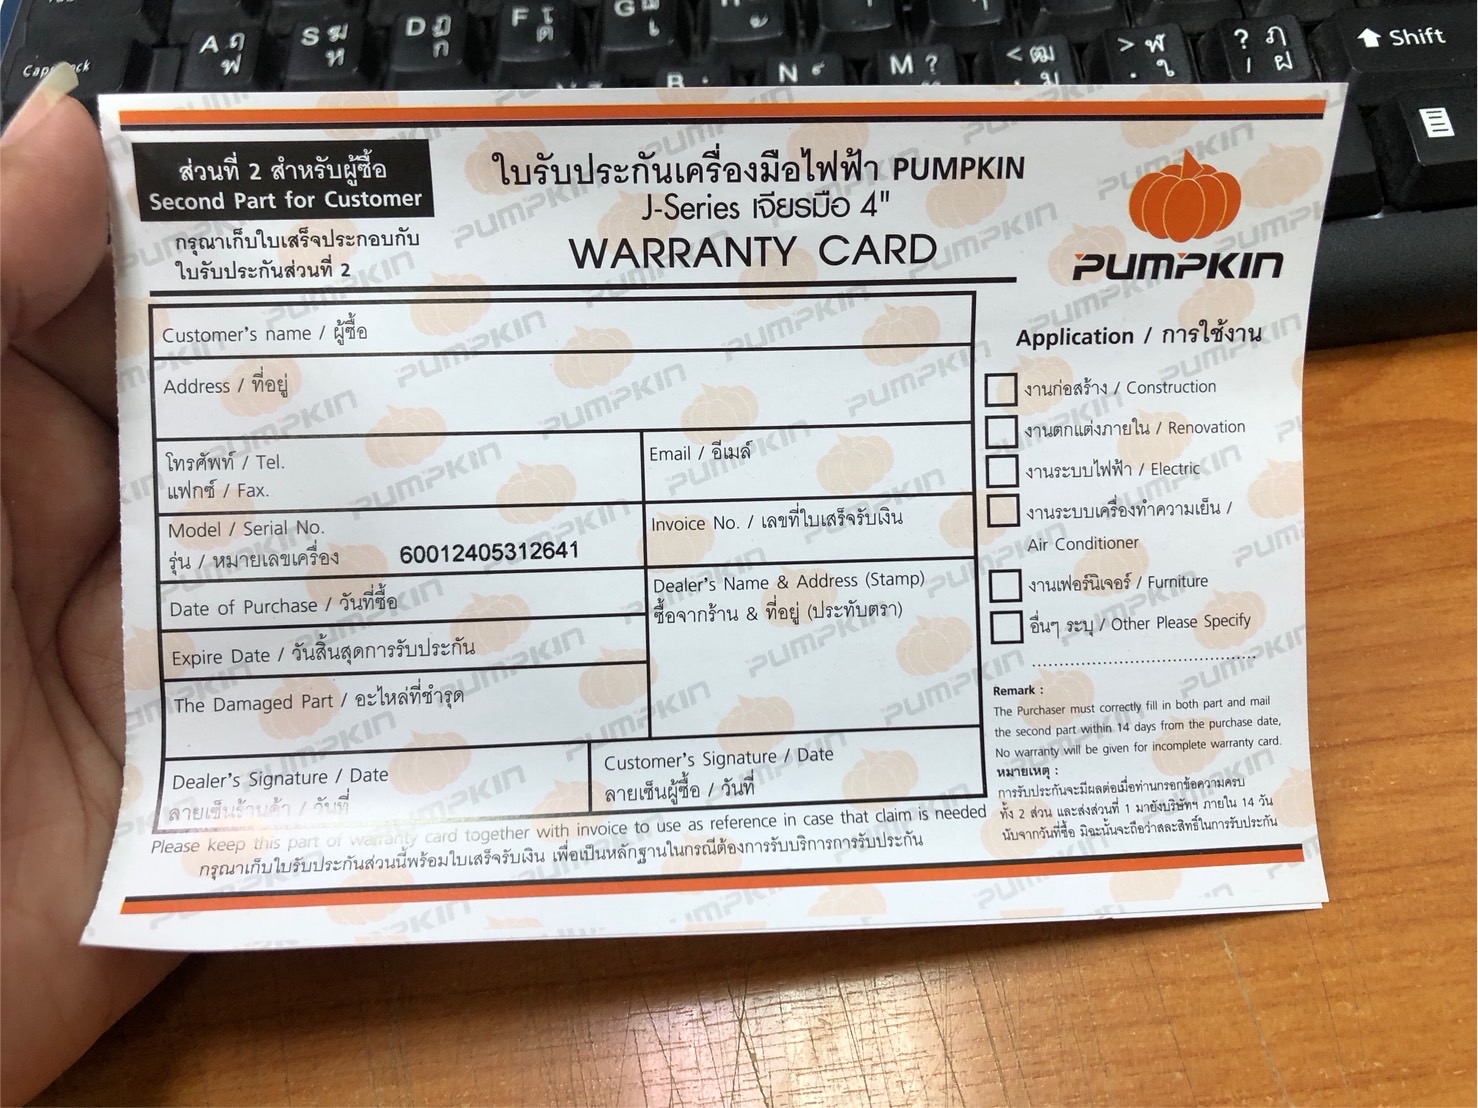 Caps Lock
A ฤ
ฟ
S ฆ
ห
D ฏ
ก
F โ
ด
G ฌ
เ
B
N
M ?
< ฒ
ม
> ฬ
. ใ
? ฦ
/ ฝ
Shift
ส่วนที่ 2 สำหรับผู้ซื้อ
Second Part for Customer
กรุณาเก็บใบเสร็จประกอบกับ
ใบรับประกันส่วนที่ 2
ใบรับประกันเครื่องมือไฟฟ้า PUMPKIN
J-Series เจียรมือ 4"
WARRANTY CARD
PUMPKIN
Customer's name / ผู้ซื้อ
Address / ที่อยู่
โทรศัพท์ / Tel.
แฟกซ์ / Fax.
Email / อีเมล์
Model / Serial No.
รุ่น / หมายเลขเครื่อง 60012405312641
Invoice No. / เลขที่ใบเสร็จรับเงิน
Date of Purchase / วันที่ซื้อ
Expire Date / วันสิ้นสุดการรับประกัน
The Damaged Part / อะไหล่ที่ชำรุด
Dealer's Name & Address (Stamp)
ซื้อจากร้าน & ที่อยู่ (ประทับตรา)
Dealer's Signature / Date
ลายเซ็นร้านค้า / วันที่
Customer's Signature / Date
ลายเซ็นผู้ซื้อ / วันที่
Please keep this part of warranty card together with invoice to use as reference in case that claim is needed
กรุณาเก็บใบรับประกันส่วนนี้พร้อมใบเสร็จรับเงิน เพื่อเป็นหลักฐานในกรณีต้องการรับบริการการรับประกัน
Application / การใช้งาน
งานก่อสร้าง / Construction
งานตกแต่งภายใน / Renovation
งานระบบไฟฟ้า / Electric
งานระบบเครื่องทำความเย็น /
Air Conditioner
งานเฟอร์นิเจอร์ / Furniture
อื่นๆ ระบุ / Other Please Specify
Remark :
The Purchaser must correctly fill in both part and mail
the second part within 14 days from the purchase date,
No warranty will be given for incomplete warranty card.
หมายเหตุ :
การรับประกันจะมีผลต่อเมื่อท่านกรอกข้อความครบ
ทั้ง 2 ส่วน และส่งส่วนที่ 1 มายังบริษัทฯ ภายใน 14 วัน
นับจากวันที่ซื้อ มิฉะนั้นจะถือว่าสละสิทธิ์ในการรับประกัน